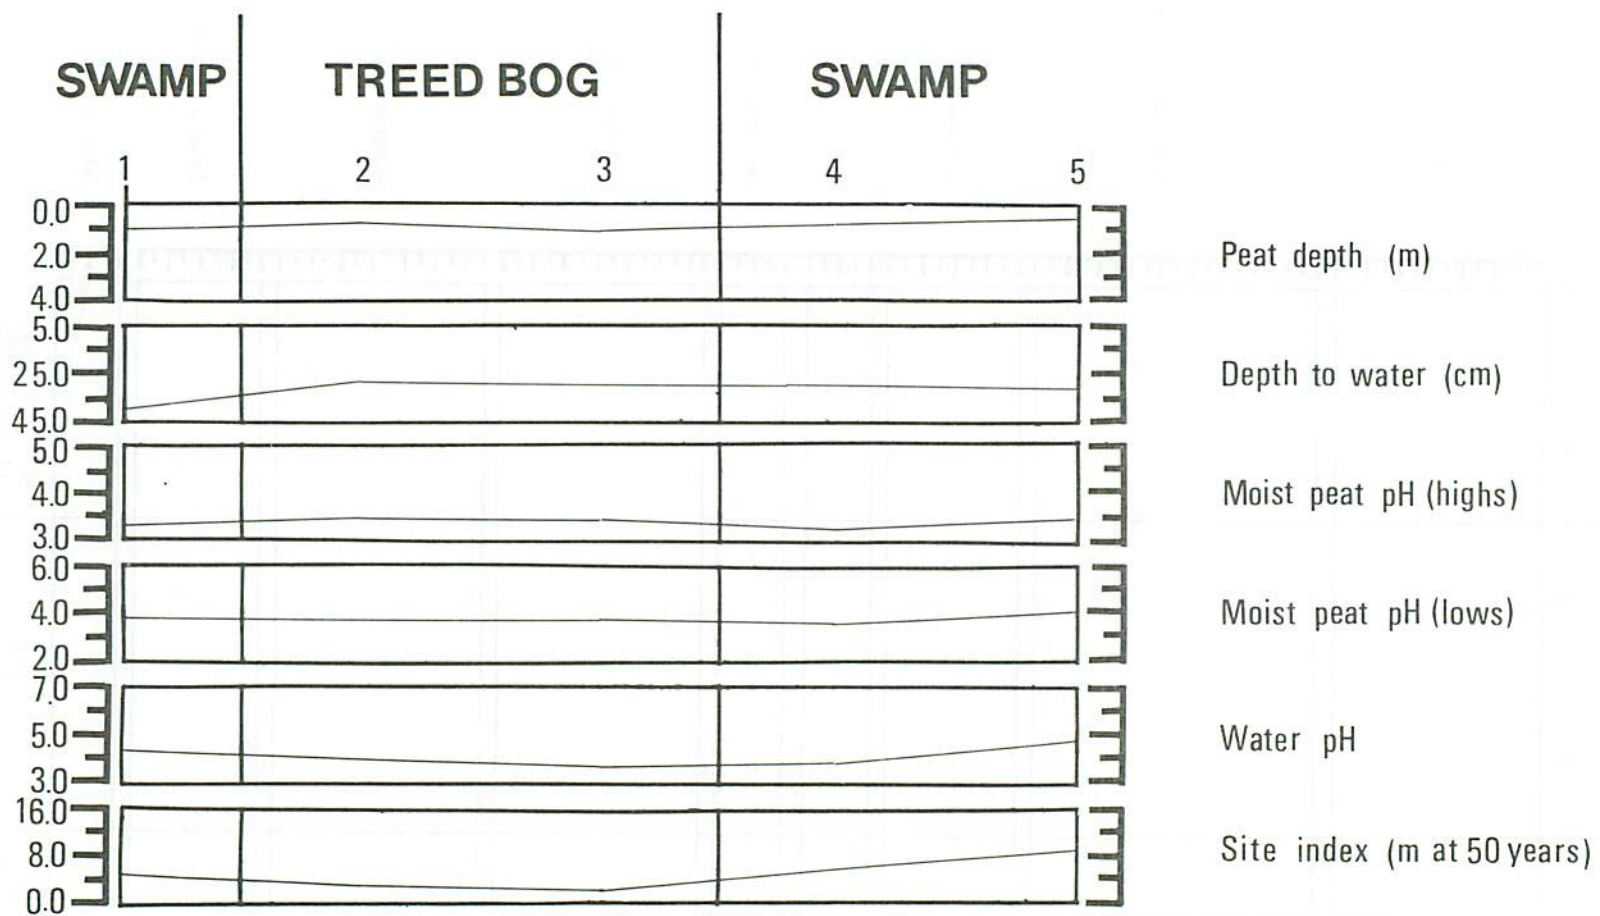 SWAMP TREED BOG SWAMP
1 2 3 4 5
0.0
2.0 Peat depth (m)
4.0
5.0
25.0 Depth to water (cm)
45.0
5.0
4.0 Moist peat pH (highs)
3.0
6.0
4.0 Moist peat pH (lows)
2.0
7.0
5.0 Water pH
3.0
16.0
8.0 Site index (m at 50 years)
0.0